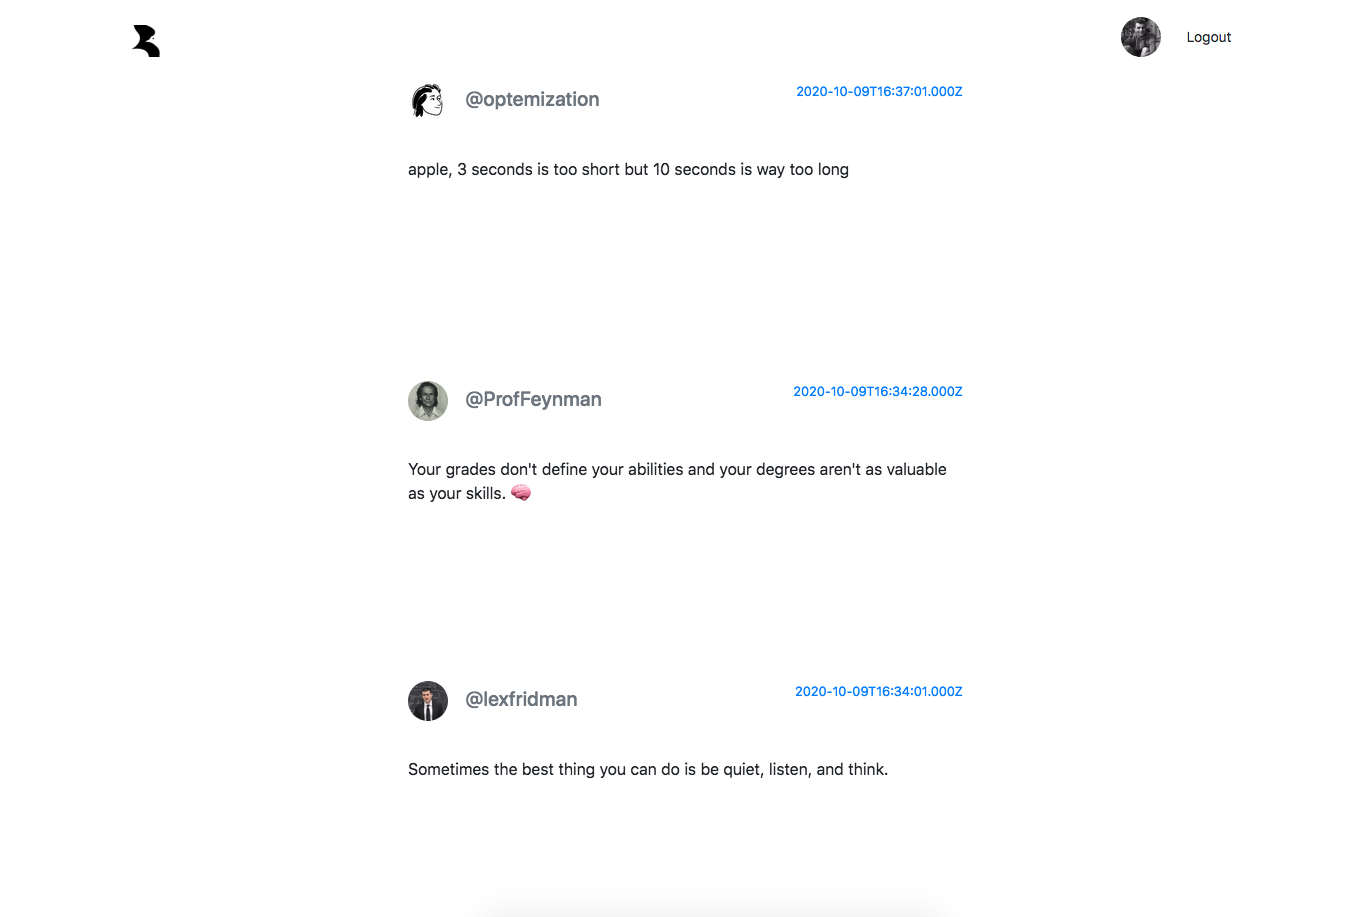 Logout
@optemization
2020-10-09T16:37:01.000Z
apple, 3 seconds is too short but 10 seconds is way too long
@ProfFeynman
2020-10-09T16:34:28.000Z
Your grades don't define your abilities and your degrees aren't as valuable
as your skills. 🧠
@lexfridman
2020-10-09T16:34:01.000Z
Sometimes the best thing you can do is be quiet, listen, and think.